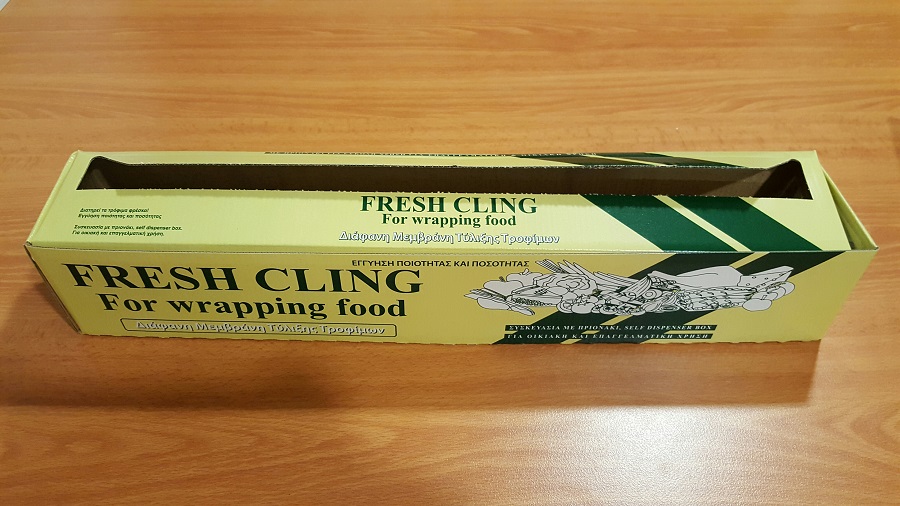 FRESH CLING
For wrapping food
Διάφανη Μεμβράνη Τύλιξης Τροφίμων
Διατηρεί τα τρόφιμα φρέσκα!
Εγγύηση ποιότητας και ποσότητας
Συσκευασία με πριονάκι, self dispenser box.
Για οικιακή και επαγγελματική χρήση.
ΕΓΓΥΗΣΗ ΠΟΙΟΤΗΤΑΣ ΚΑΙ ΠΟΣΟΤΗΤΑΣ
FRESH CLING
For wrapping food
Διάφανη Μεμβράνη Τύλιξης Τροφίμων
ΣΥΣΚΕΥΑΣΙΑ ΜΕ ΠΡΙΟΝΑΚΙ, SELF DISPENSER BOX
ΓΙΑ ΟΙΚΙΑΚΗ ΚΑΙ ΕΠΑΓΓΕΛΜΑΤΙΚΗ ΧΡΗΣΗ